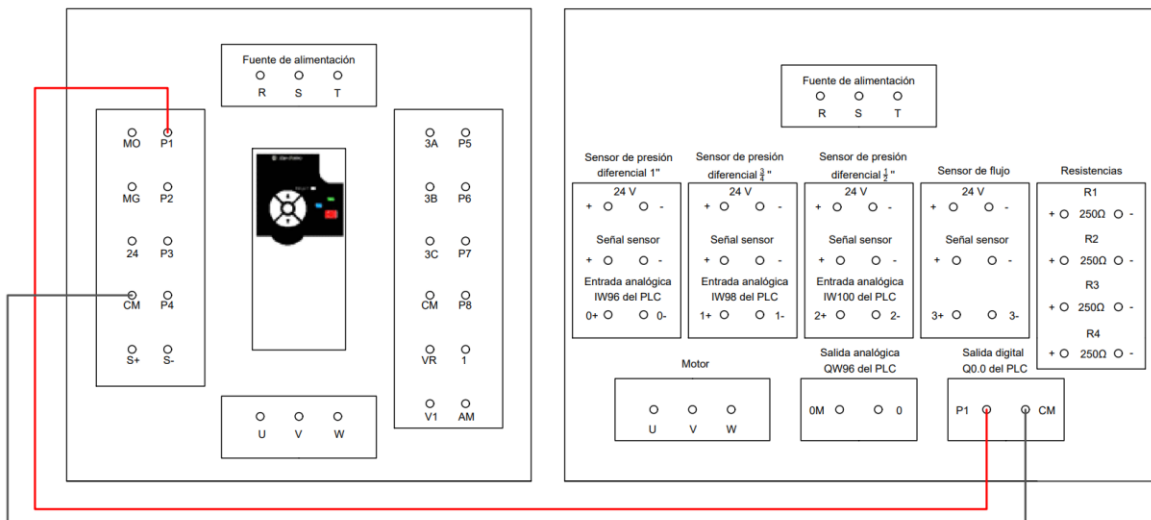 Fuente de alimentación
R S T
MO P1
MG P2
24 P3
CM P4
S+ S-
3A P5
3B P6
3C P7
CM P8
VR 1
V1 AM
U V W
Fuente de alimentación
R S T
Sensor de presión
diferencial 1"
24 V
+ -
Señal sensor
+ -
Entrada analógica
IW96 del PLC
0+ 0-
Sensor de presión
diferencial 3/4 "
24 V
+ -
Señal sensor
+ -
Entrada analógica
IW98 del PLC
1+ 1-
Sensor de presión
diferencial 1/2 "
24 V
+ -
Señal sensor
+ -
Entrada analógica
IW100 del PLC
2+ 2-
Sensor de flujo
24 V
+ -
Señal sensor
+ -
3+ 3-
Resistencias
R1
+ 250Ω -
R2
+ 250Ω -
R3
+ 250Ω -
R4
+ 250Ω -
Motor
U V W
Salida analógica
QW96 del PLC
0M 0
Salida digital
Q0.0 del PLC
P1 CM